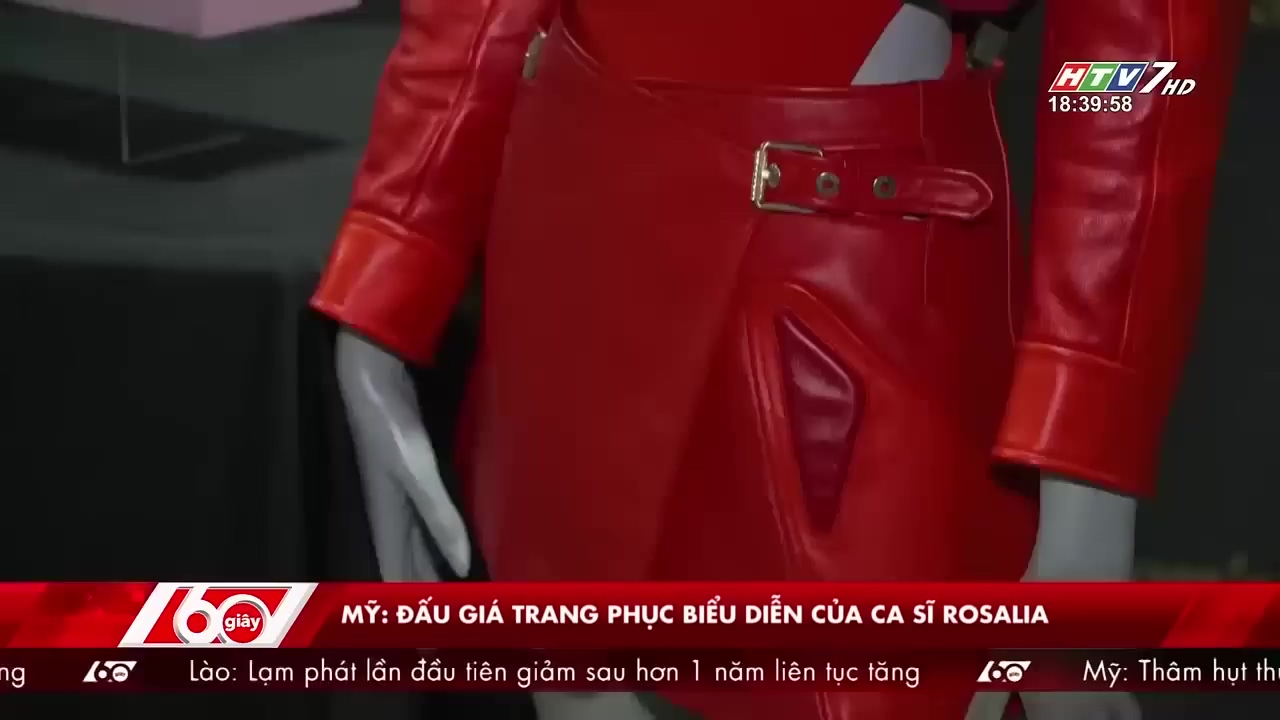 HTV7HD
18:39:58
60 giây
MỸ: ĐẤU GIÁ TRANG PHỤC BIỂU DIỄN CỦA CA SĨ ROSALIA
Lào: Lạm phát lần đầu tiên giảm sau hơn 1 năm liên tục tăng
Mỹ: Thâm hụt